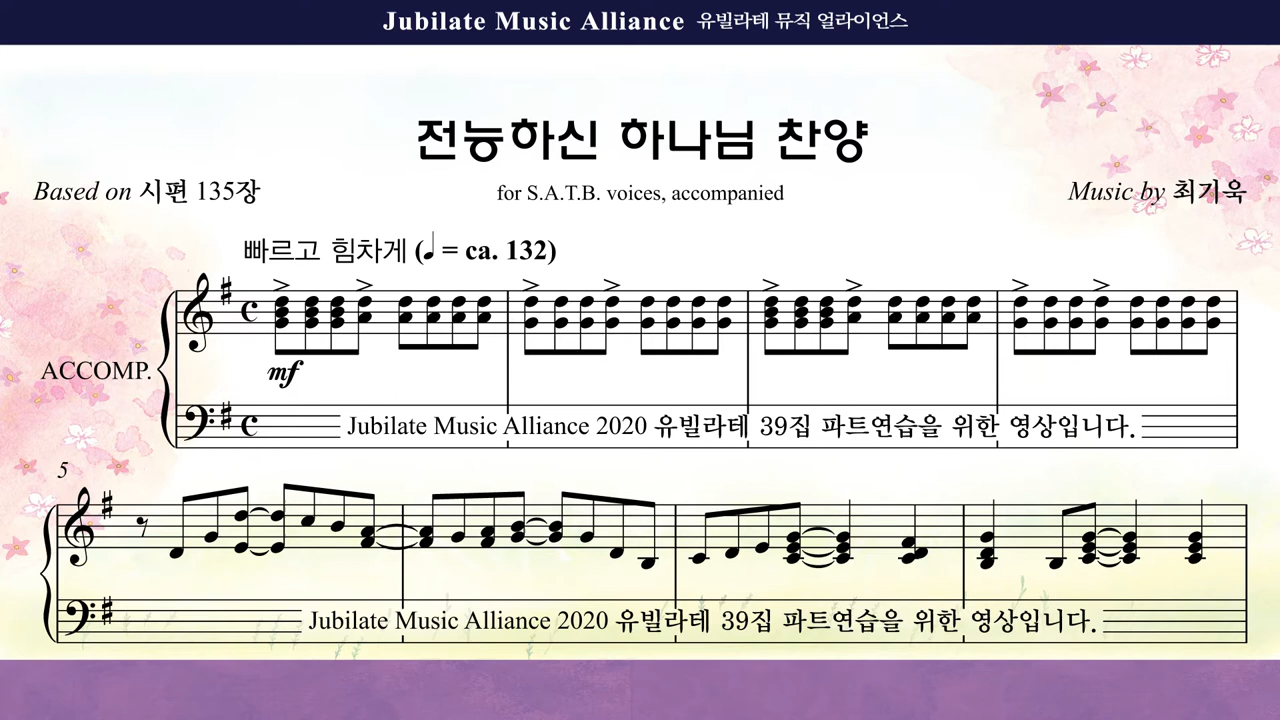 Jubilate Music Alliance 유빌라테 뮤직 얼라이언스
전능하신 하나님 찬양
Based on 시편 135장
for S.A.T.B. voices, accompanied
Music by 최기욱
빠르고 힘차게 (♩ = ca. 132)
ACCOMP.
mf
Jubilate Music Alliance 2020 유빌라테 39집 파트연습을 위한 영상입니다.
5
Jubilate Music Alliance 2020 유빌라테 39집 파트연습을 위한 영상입니다.